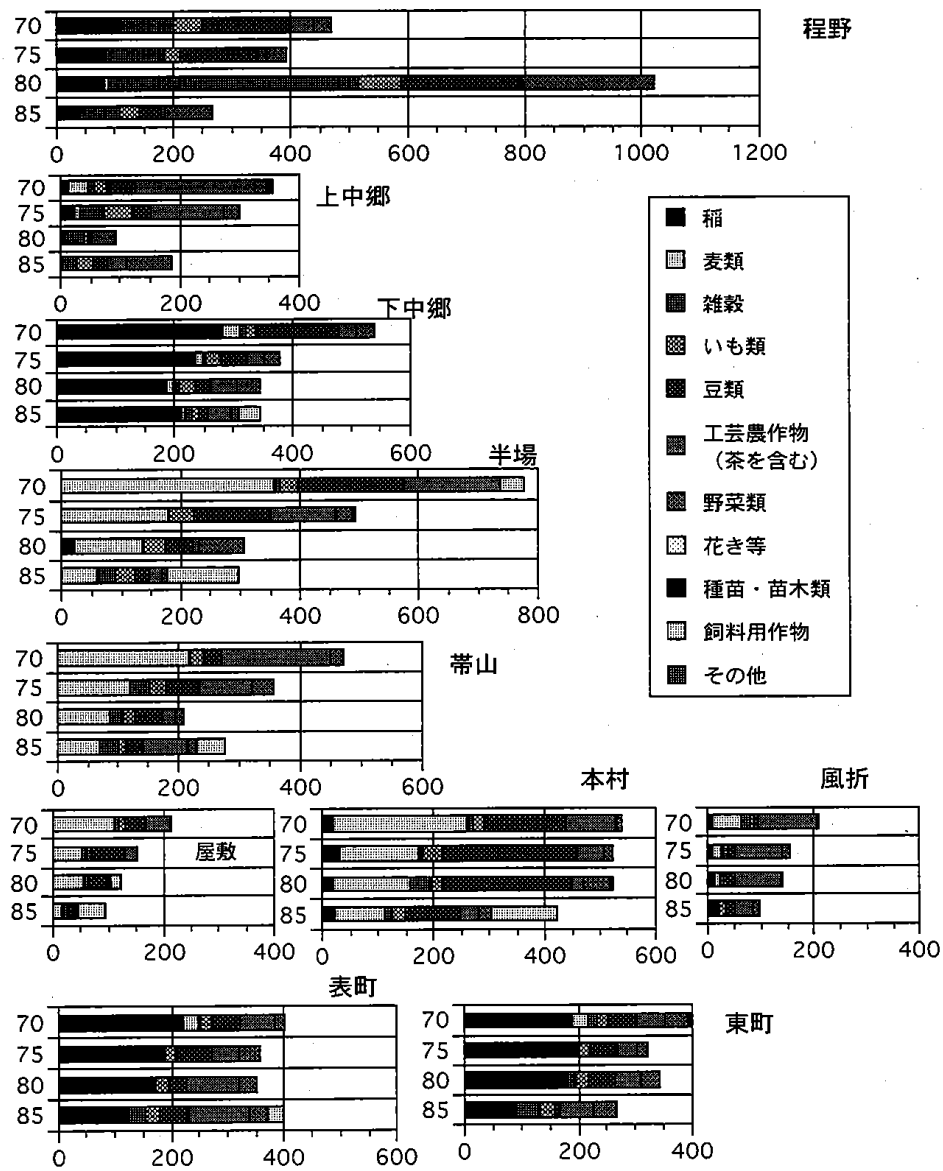 程野
70
75
80
85
0 200 400 600 800 1000 1200
上中郷
70
75
80
85
0 200 400
下中郷
70
75
80
85
0 200 400 600
半場
70
75
80
85
0 200 400 600 800
帯山
70
75
80
85
0 200 400 600
屋敷
70
75
80
85
0 200 400
本村
70
75
80
85
0 200 400 600
風折
70
75
80
85
0 200 400
表町
70
75
80
85
0 200 400 600
東町
70
75
80
85
0 200 400
稲
麦類
雑穀
いも類
豆類
工芸農作物
（茶を含む）
野菜類
花き等
種苗・苗木類
飼料用作物
その他